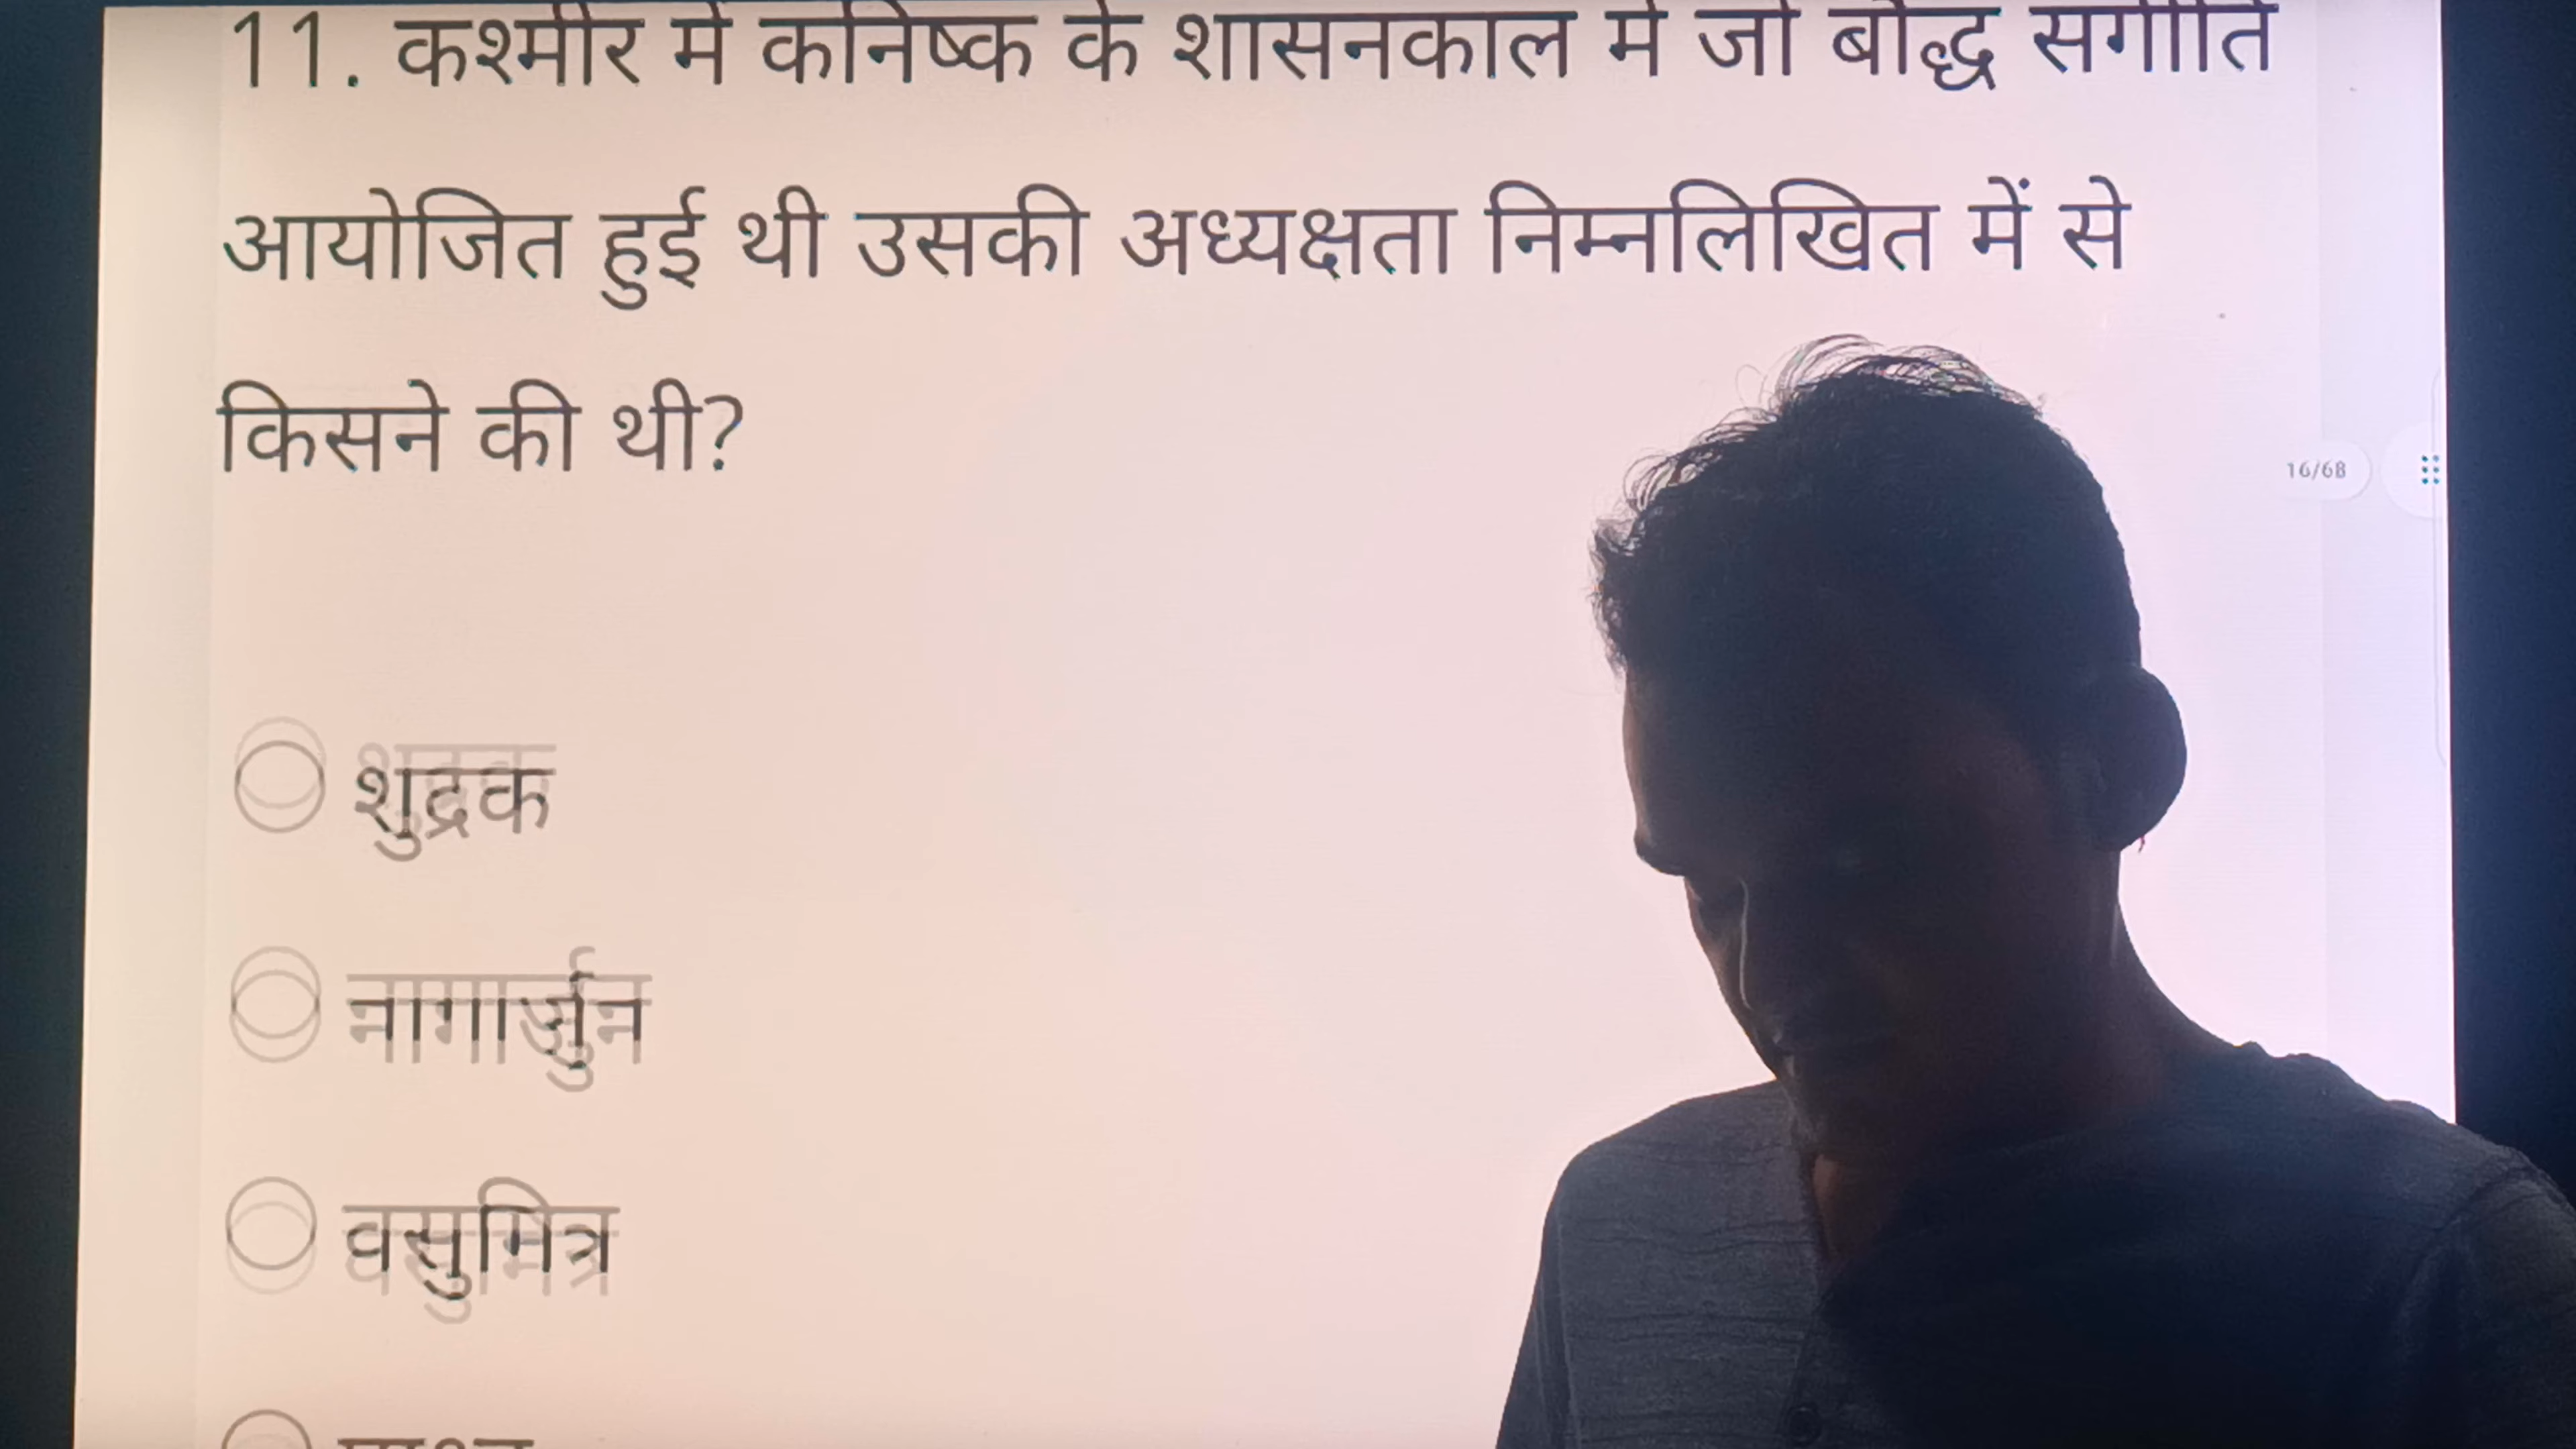 11. कश्मीर में कनिष्क के शासनकाल में जो बौद्ध संगीति
आयोजित हुई थी उसकी अध्यक्षता निम्नलिखित में से
किसने की थी?
16/68
शुद्रक
नागार्जुन
वसुमित्र